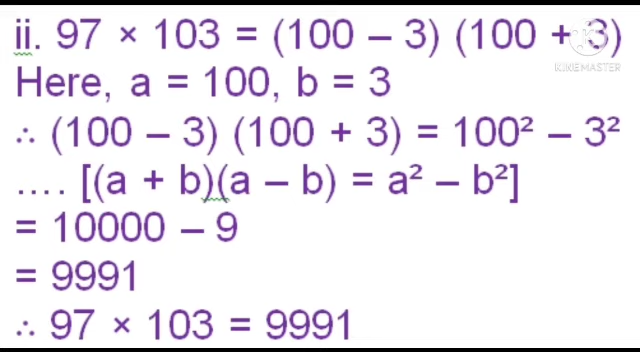 ii. 97 × 103 = (100 – 3) (100 + 3)
KINEMASTER
Here, a = 100, b = 3
∴ (100 – 3) (100 + 3) = 100² – 3²
.... [(a + b)(a – b) = a² – b²]
= 10000 – 9
= 9991
∴ 97 × 103 = 9991